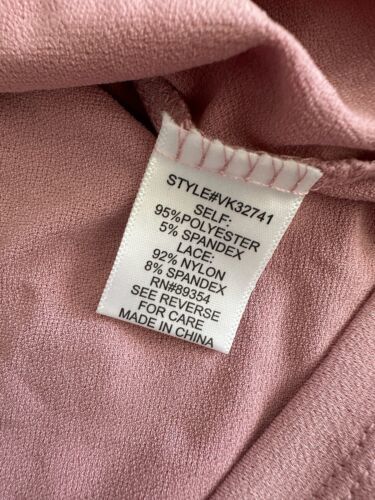 STYLE#VK32741
SELF:
95%POLYESTER
5% SPANDEX
LACE:
92% NYLON
8% SPANDEX
RN#89354
SEE REVERSE
FOR CARE
MADE IN CHINA